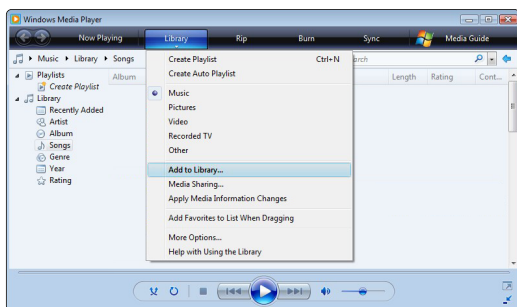 Windows Media Player
Now Playing Library Rip Burn Sync Media Guide
Music Library Songs
Playlists
Create Playlist
Library
Recently Added
Artist
Album
Songs
Genre
Year
Rating
Album Length Rating Cont...
Create Playlist Ctrl+N
Create Auto Playlist
Music
Pictures
Video
Recorded TV
Other
Add to Library...
Media Sharing...
Apply Media Information Changes
Add Favorites to List When Dragging
More Options...
Help with Using the Library